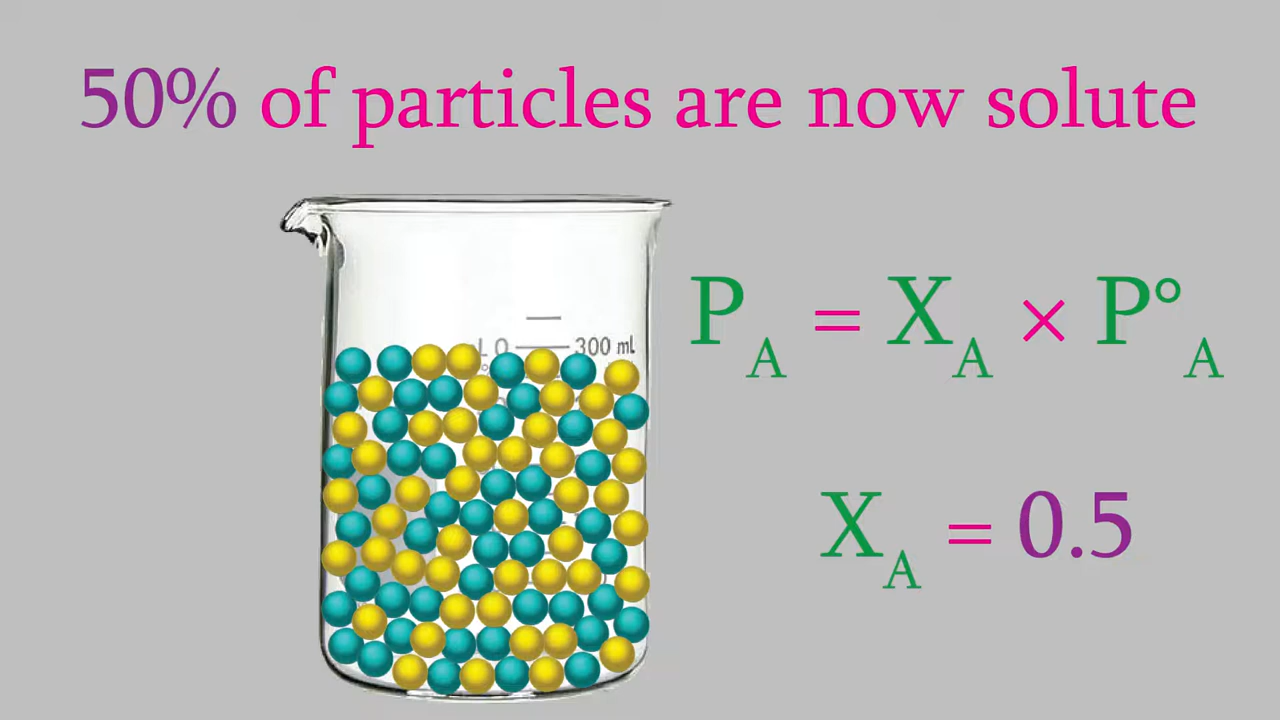 50% of particles are now solute
P_A = X_A × P°_A
300 mL
X_A = 0.5